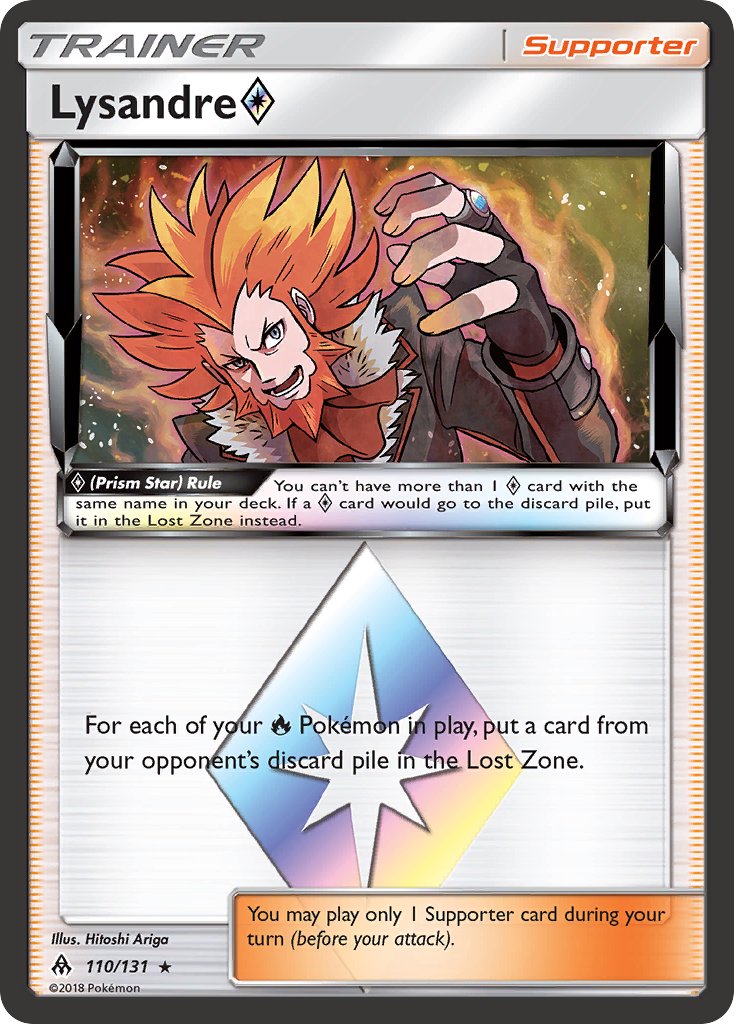 TRAINER
Supporter
Lysandre
(Prism Star) Rule You can't have more than 1 card with the
same name in your deck. If a card would go to the discard pile, put
it in the Lost Zone instead.
For each of your Pokémon in play, put a card from
your opponent's discard pile in the Lost Zone.
You may play only 1 Supporter card during your
turn (before your attack).
Illus. Hitoshi Ariga
110/131 ★
©2018 Pokémon